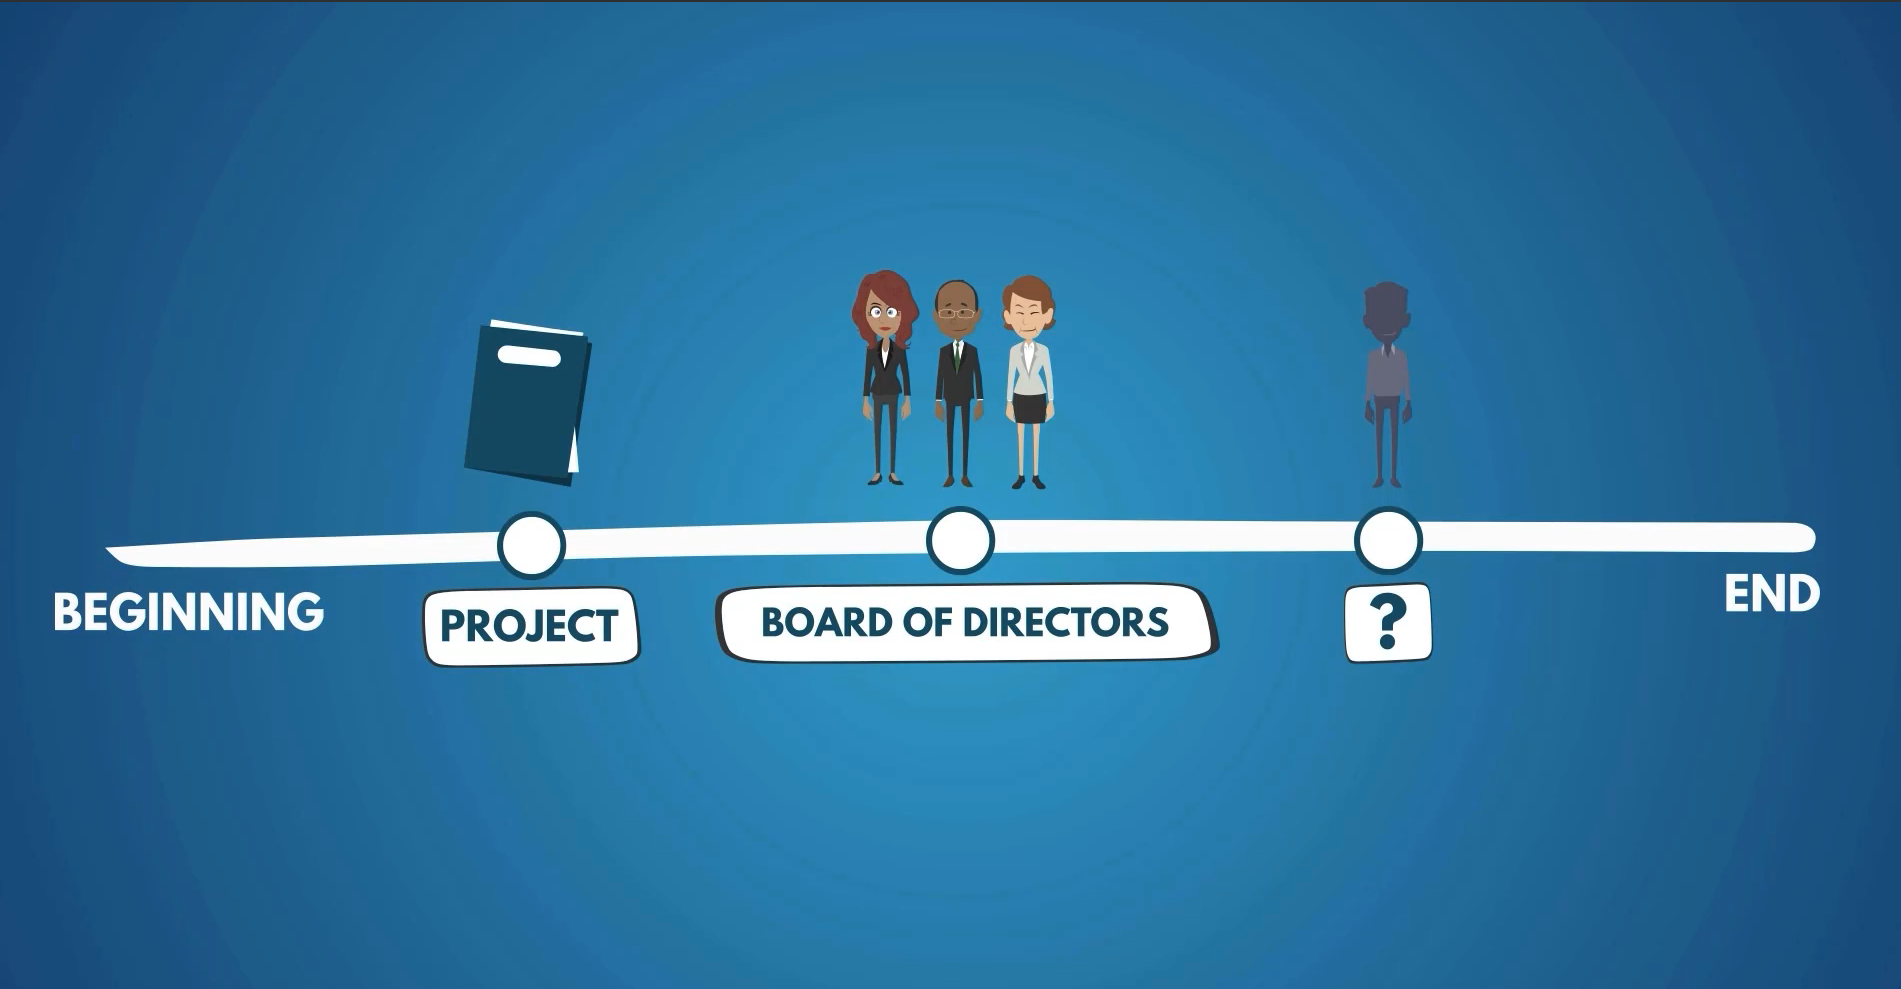 BEGINNING
PROJECT
BOARD OF DIRECTORS
?
END